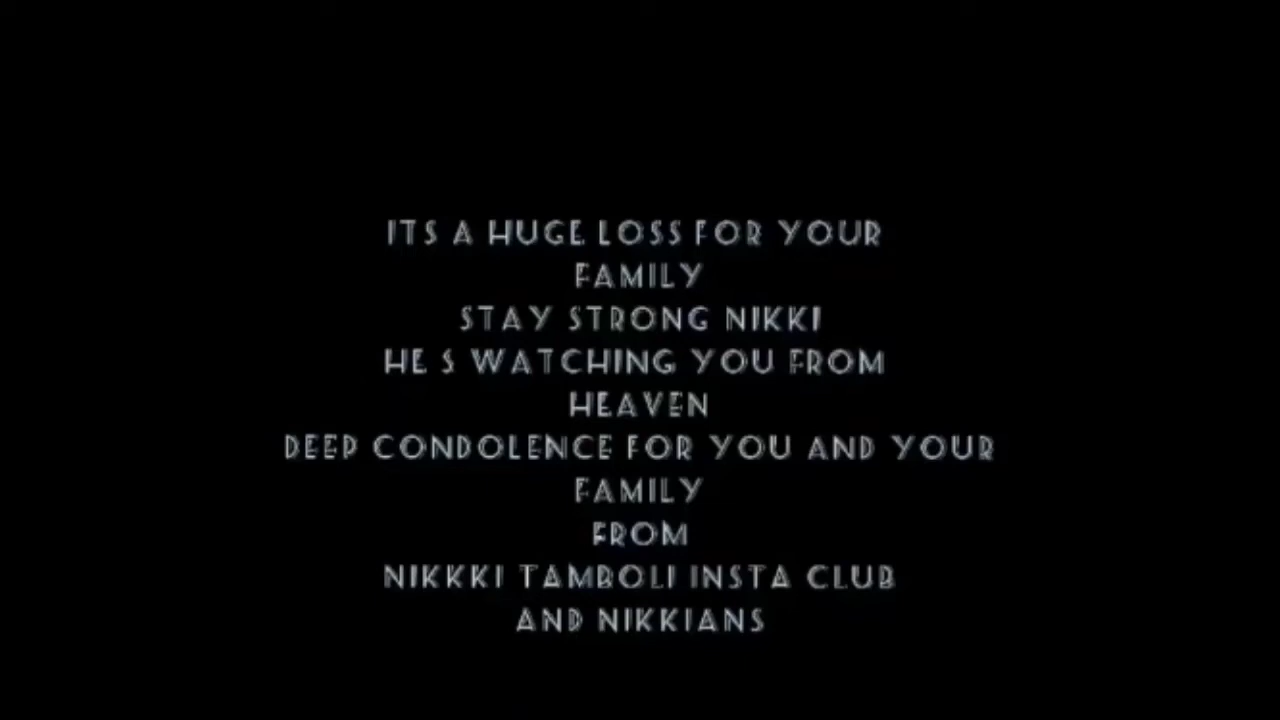 ITS A HUGE LOSS FOR YOUR
FAMILY
STAY STRONG NIKKI
HE S WATCHING YOU FROM
HEAVEN
DEEP CONDOLENCE FOR YOU AND YOUR
FAMILY
FROM
NIKKKI TAMBOLI INSTA CLUB
AND NIKKIANS